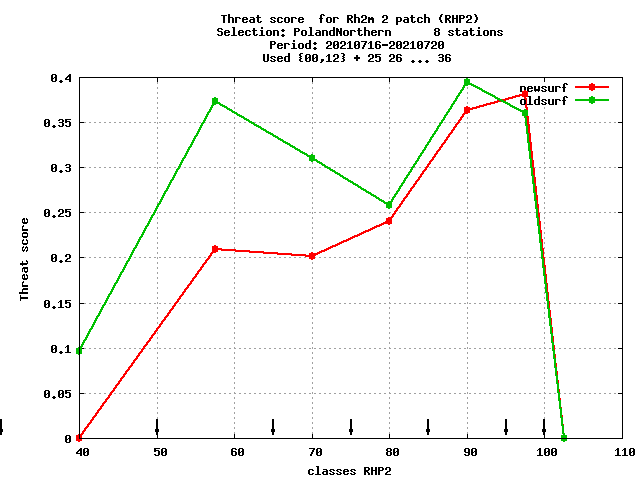 Threat score  for Rh2m 2 patch (RHP2)
Selection: PolandNorthern      8 stations
Period: 20210716-20210720
Used {00,12} + 25 26 ... 36
newsurf
oldsurf
0.4
0.35
0.3
0.25
0.2
0.15
0.1
0.05
0
Threat score
40 50 60 70 80 90 100 110
classes RHP2